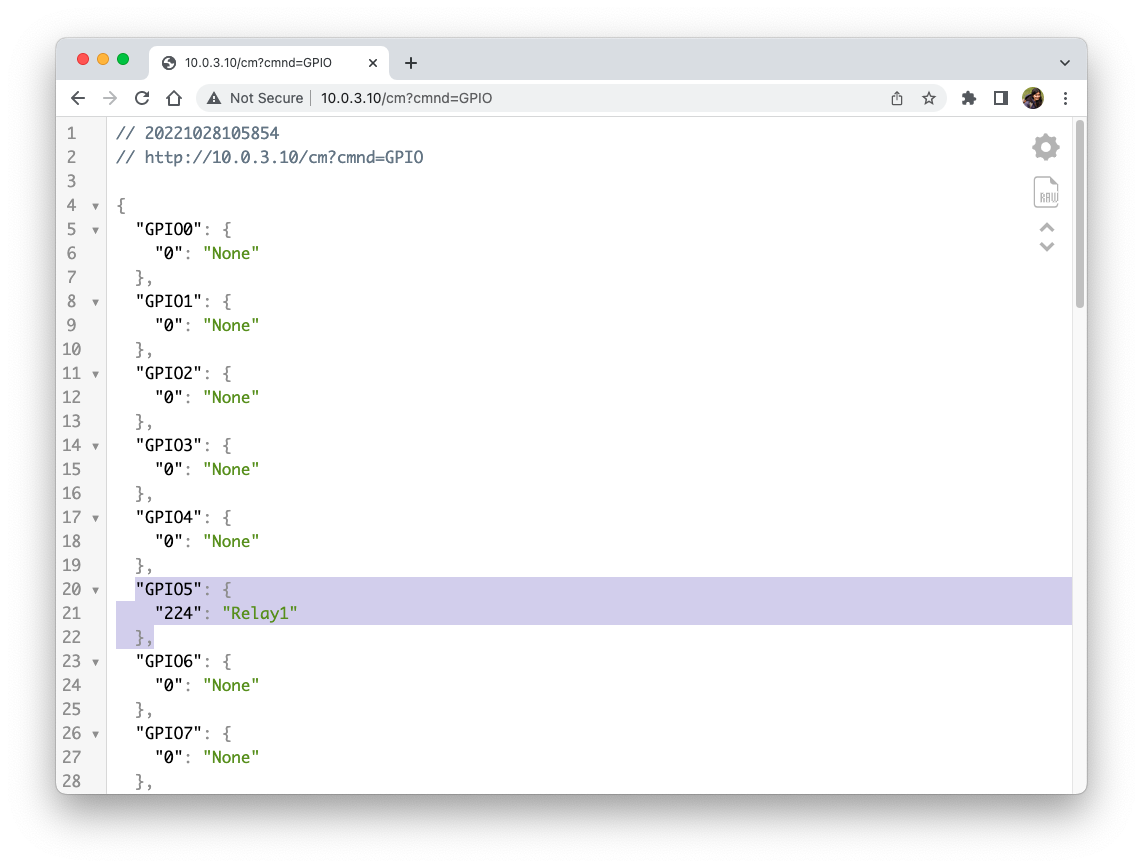 10.0.3.10/cm?cmnd=GPIO
Not Secure 10.0.3.10/cm?cmnd=GPIO
1 // 20221028105854
2 // http://10.0.3.10/cm?cmnd=GPIO
3
4 {
5 "GPIO0": {
6 "0": "None"
7 },
8 "GPIO1": {
9 "0": "None"
10 },
11 "GPIO2": {
12 "0": "None"
13 },
14 "GPIO3": {
15 "0": "None"
16 },
17 "GPIO4": {
18 "0": "None"
19 },
20 "GPIO5": {
21 "224": "Relay1"
22 },
23 "GPIO6": {
24 "0": "None"
25 },
26 "GPIO7": {
27 "0": "None"
28 },
RAW